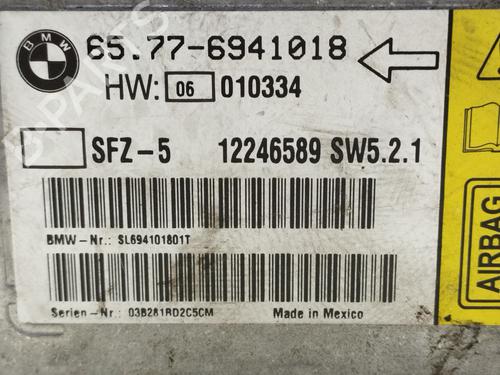 BMW
65.77-6941018
HW: 06 010334
SFZ-5 12246589 SW5.2.1
BMW-Nr.: SL694101801T
Serien-Nr.: 03B281RD2C5CM Made in Mexico
AIRBAG